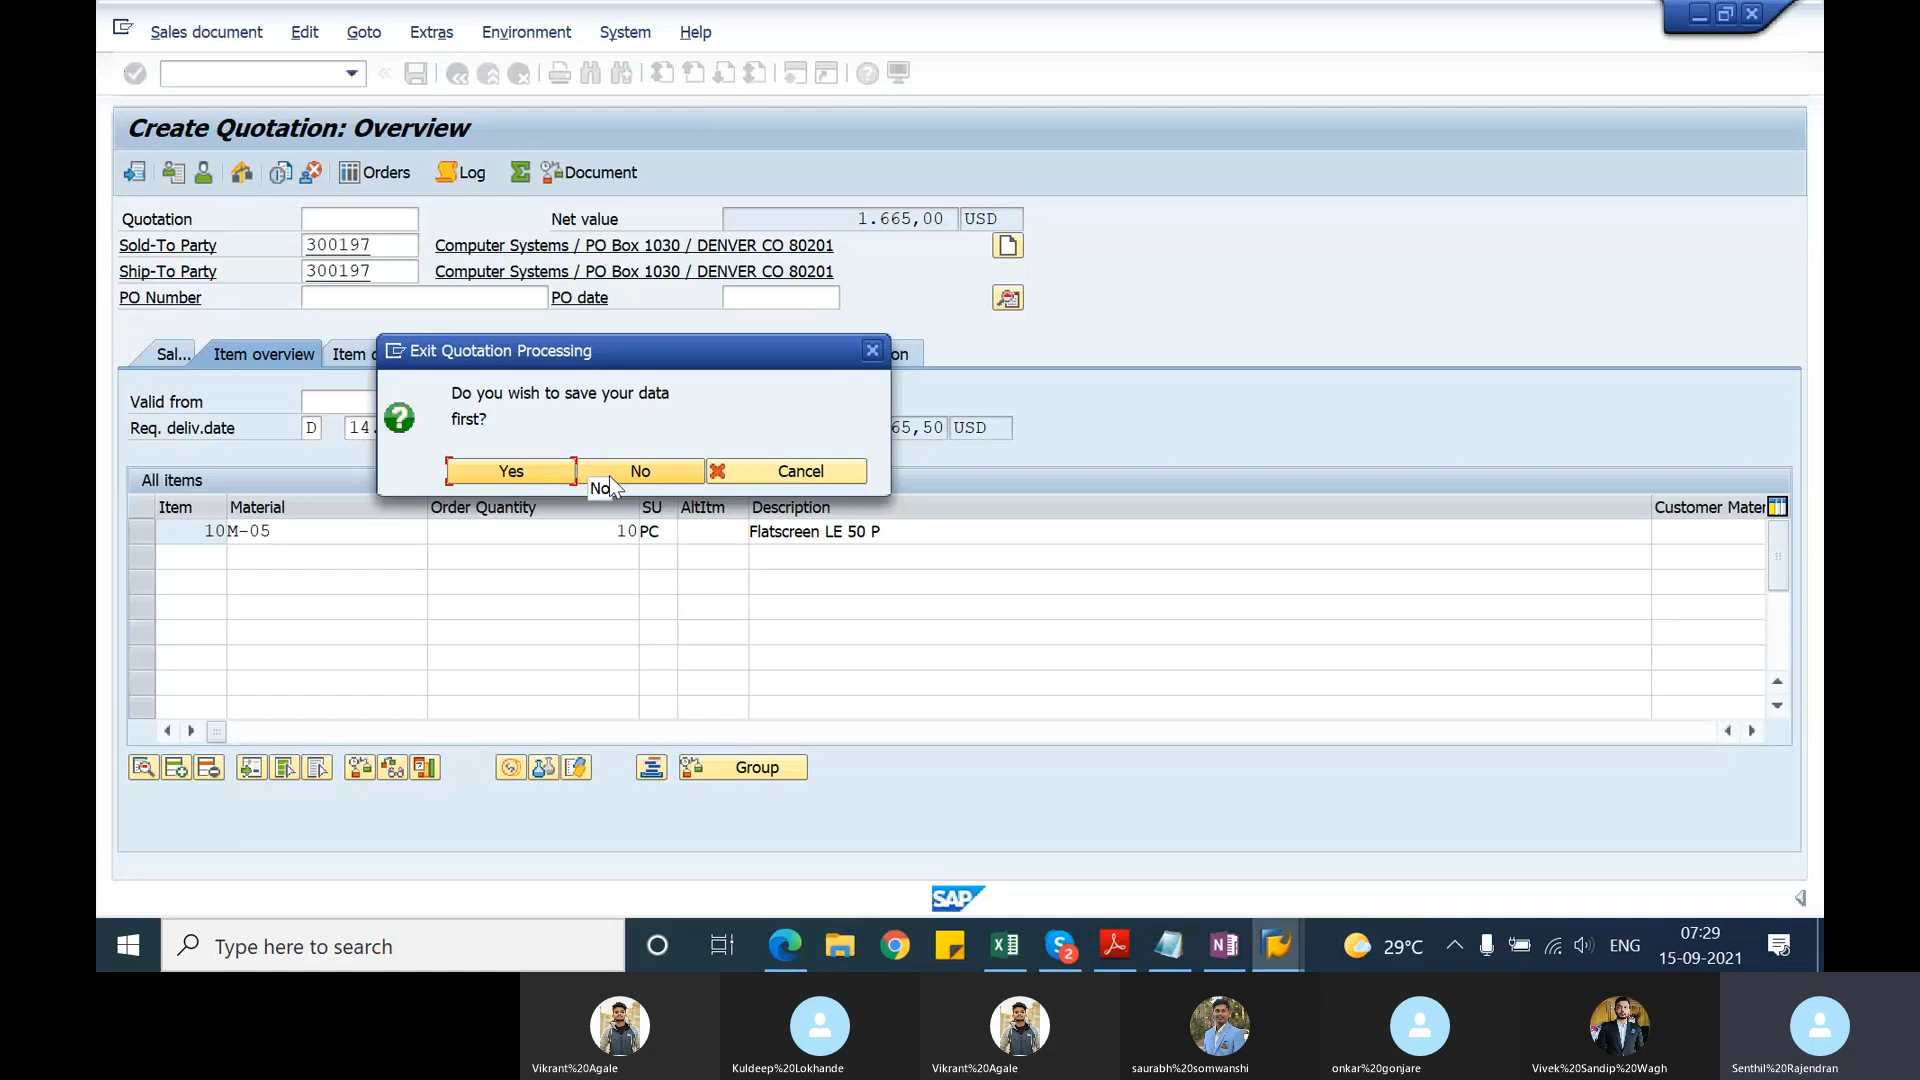 Sales document Edit Goto Extras Environment System Help
Create Quotation: Overview
Orders Log Document
Quotation Net value 1.665,00 USD
Sold-To Party 300197 Computer Systems / PO Box 1030 / DENVER CO 80201
Ship-To Party 300197 Computer Systems / PO Box 1030 / DENVER CO 80201
PO Number PO date
Sal... Item overview Item on
Exit Quotation Processing
Do you wish to save your data
first?
Yes No Cancel
No
Valid from
Req. deliv.date D 14. 65,50 USD
All items
Item Material Order Quantity SU AltItm Description Customer Mater
10 M-05 10 PC Flatscreen LE 50 P
Group
SAP
Type here to search 2 29°C ENG 07:29
15-09-2021
Vikrant%20Agale Kuldeep%20Lokhande Vikrant%20Agale saurabh%20somwanshi onkar%20gonjare Vivek%20Sandip%20Wagh Senthil%20Rajendran